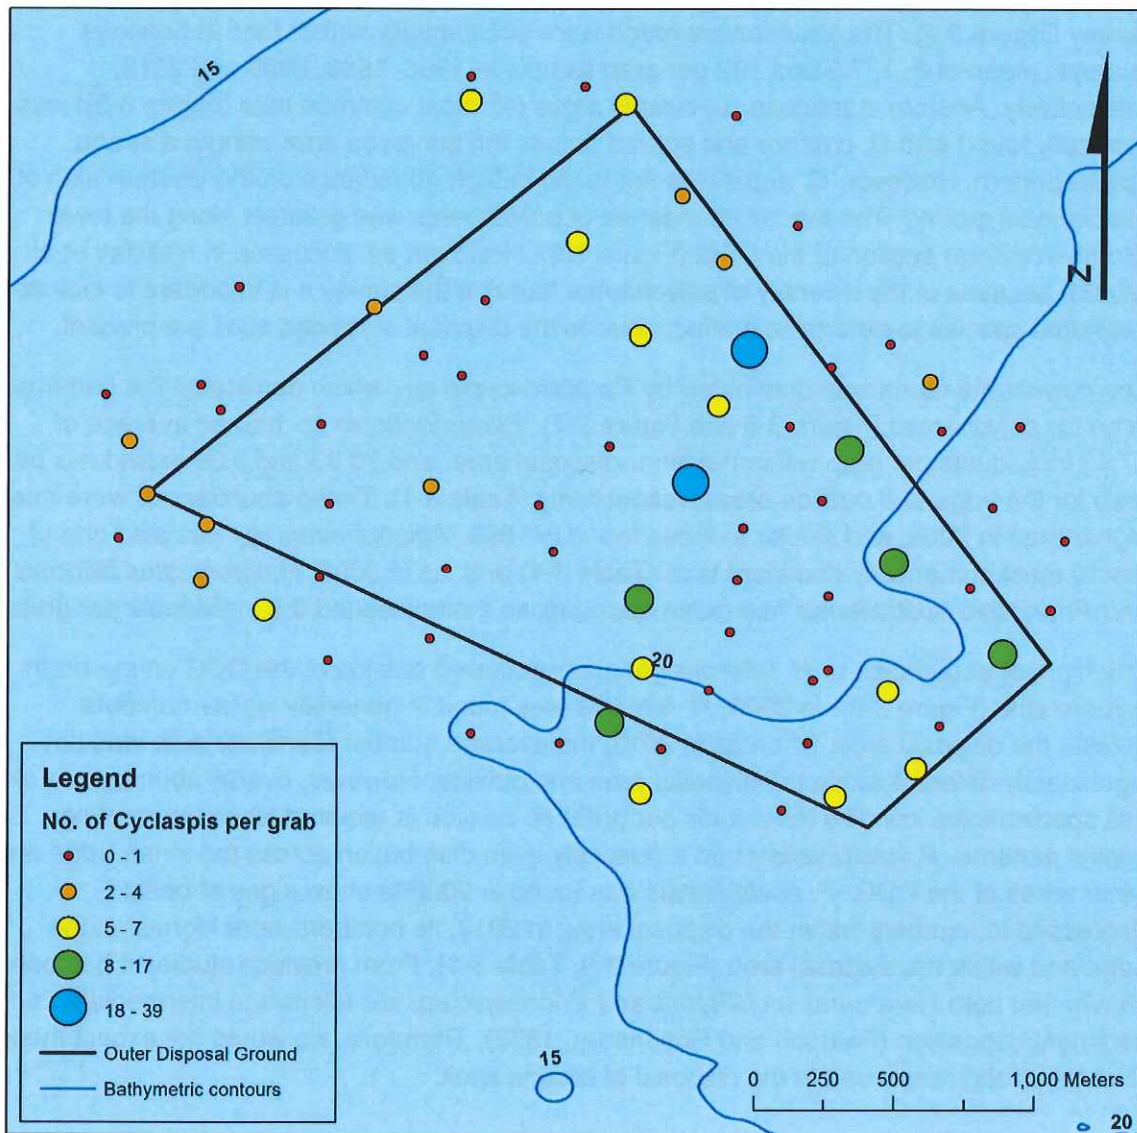 15
N
20
Legend
No. of Cyclaspis per grab
0 - 1
2 - 4
5 - 7
8 - 17
18 - 39
Outer Disposal Ground
Bathymetric contours
15
0 250 500 1,000 Meters
20